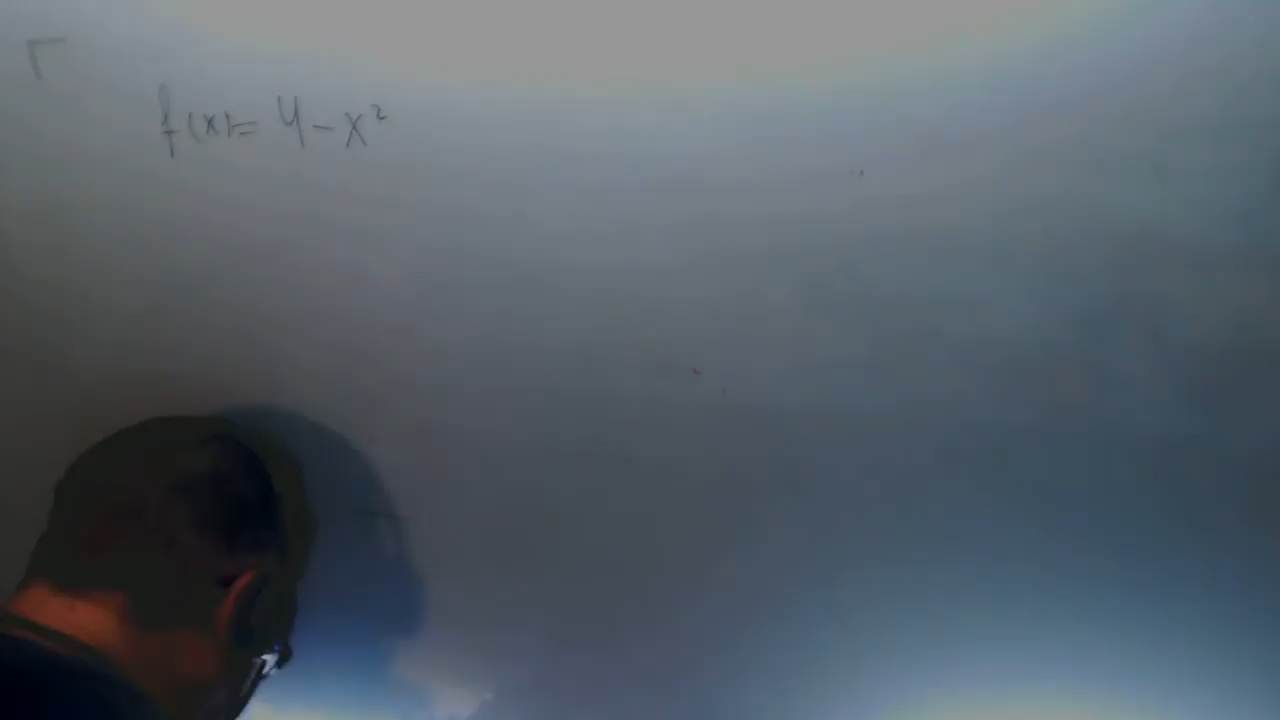 f(x) = 4 - x²